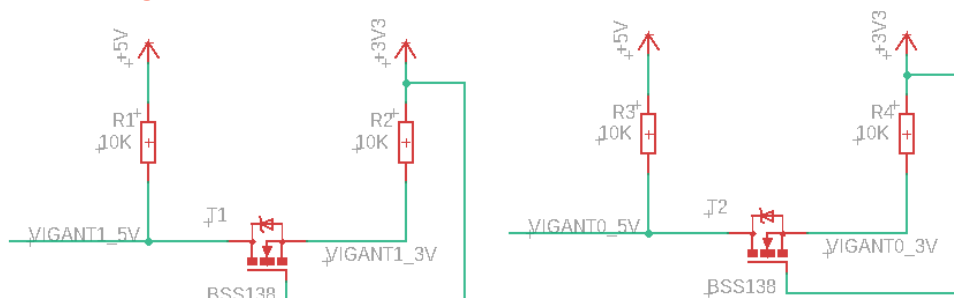 +5V
+3V3
R1
10K
R2
10K
T1
VIGANT1_5V
VIGANT1_3V
BSS138
+5V
+3V3
R3
10K
R4
10K
T2
VIGANT0_5V
VIGANT0_3V
BSS138